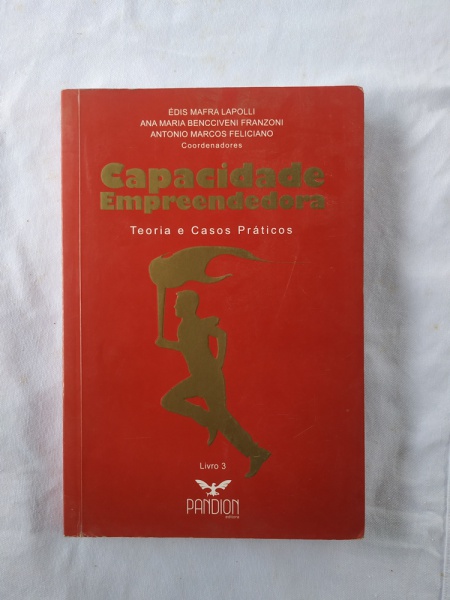 ÉDIS MAFRA LAPOLLI
ANA MARIA BENCCIVENI FRANZONI
ANTONIO MARCOS FELICIANO
Coordenadores
Capacidade
Empreendedora
Teoria e Casos Práticos
Livro 3
PANDION
editora